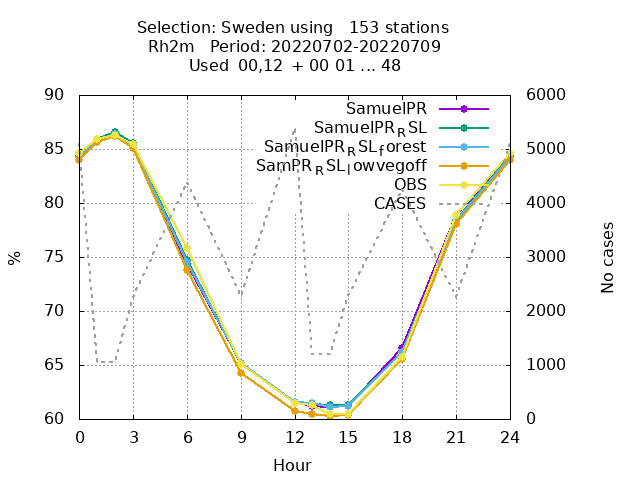 Selection: Sweden using   153 stations
Rh2m   Period: 20220702-20220709
Used  00,12  + 00 01 ... 48
90
85
80
75
70
65
60
%
6000
5000
4000
3000
2000
1000
0
No cases
SamuelPR
SamuelPR_RSL
SamuelPR_RSL_forest
SamPR_RSL_lowvegoff
OBS
CASES
0 3 6 9 12 15 18 21 24
Hour